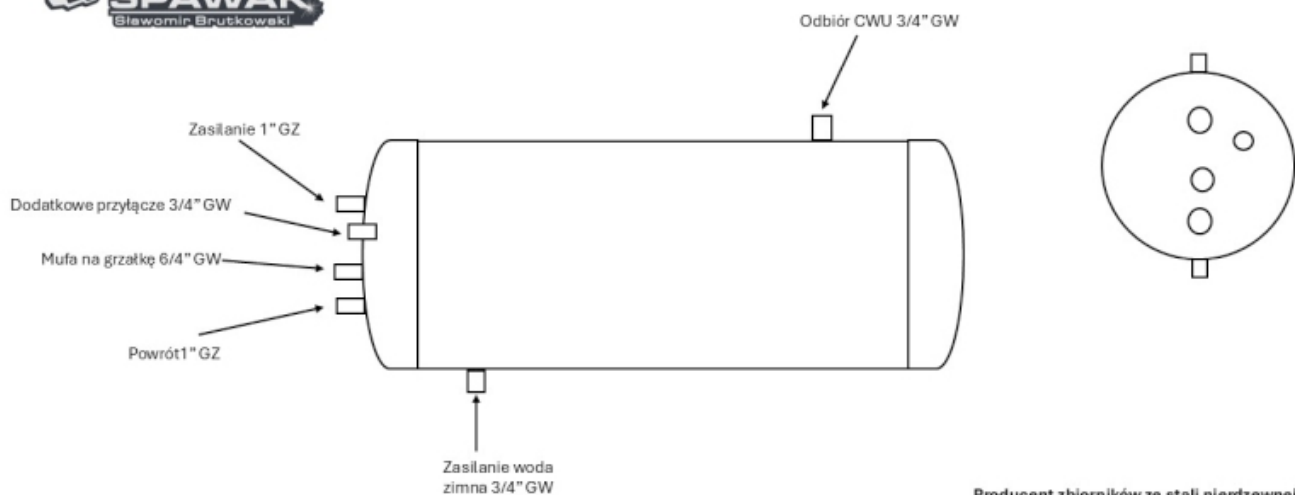 SPAWAK
Sławomir Brutkowski
Odbiór CWU 3/4” GW
Zasilanie 1” GZ
Dodatkowe przyłącze 3/4” GW
Mufa na grzałkę 6/4” GW
Powrót1” GZ
Zasilanie woda
zimna 3/4” GW
Producent zbiorników ze stali nierdzewnej